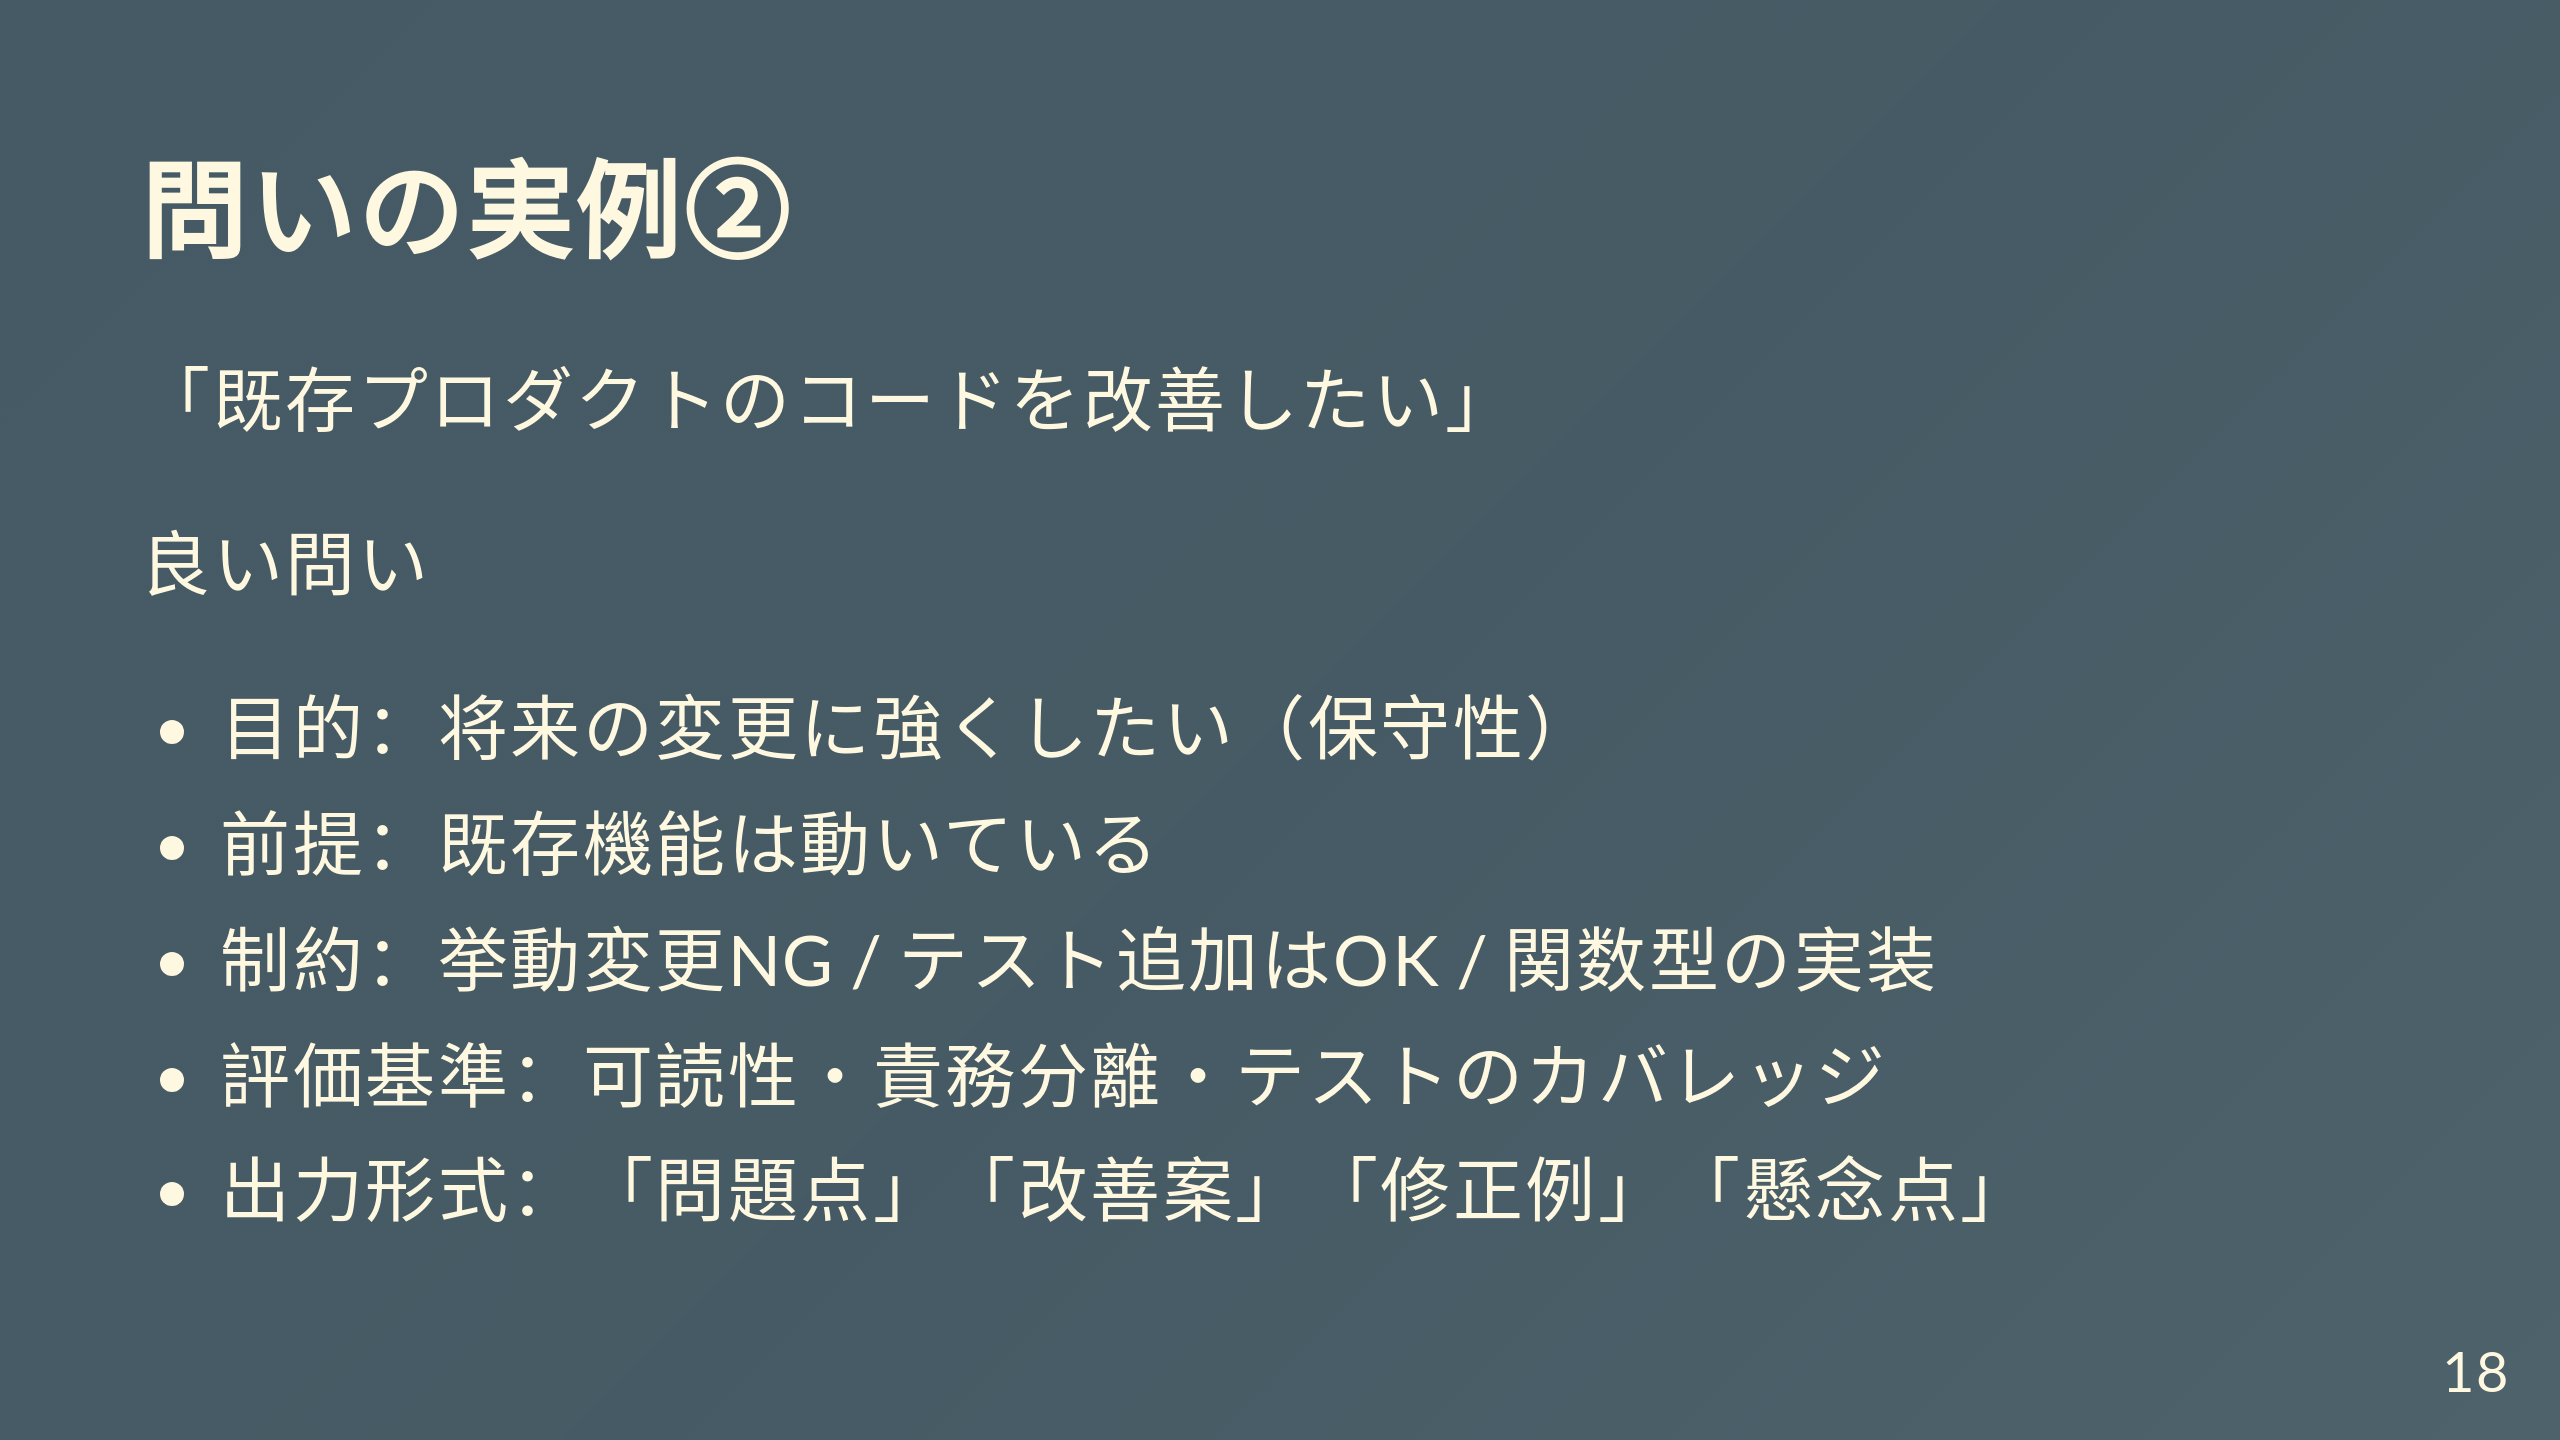 問いの実例②
「既存プロダクトのコードを改善したい」
良い問い
• 目的：将来の変更に強くしたい（保守性）
• 前提：既存機能は動いている
• 制約：挙動変更NG / テスト追加はOK / 関数型の実装
• 評価基準：可読性・責務分離・テストのカバレッジ
• 出力形式：「問題点」「改善案」「修正例」「懸念点」
18